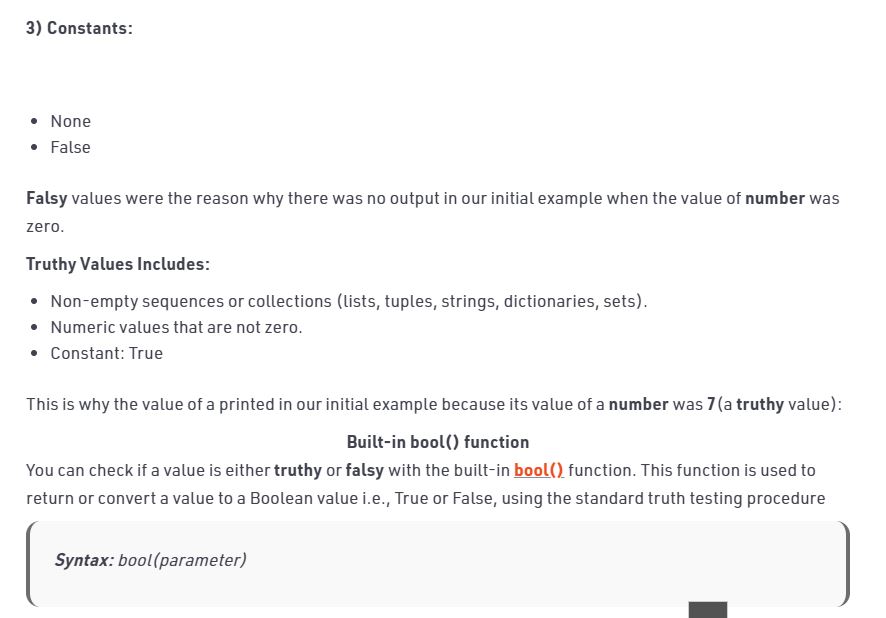 3) Constants:
• None
• False
Falsy values were the reason why there was no output in our initial example when the value of number was
zero.
Truthy Values Includes:
• Non-empty sequences or collections (lists, tuples, strings, dictionaries, sets).
• Numeric values that are not zero.
• Constant: True
This is why the value of a printed in our initial example because its value of a number was 7(a truthy value):
Built-in bool() function
You can check if a value is either truthy or falsy with the built-in bool() function. This function is used to
return or convert a value to a Boolean value i.e., True or False, using the standard truth testing procedure
Syntax: bool(parameter)